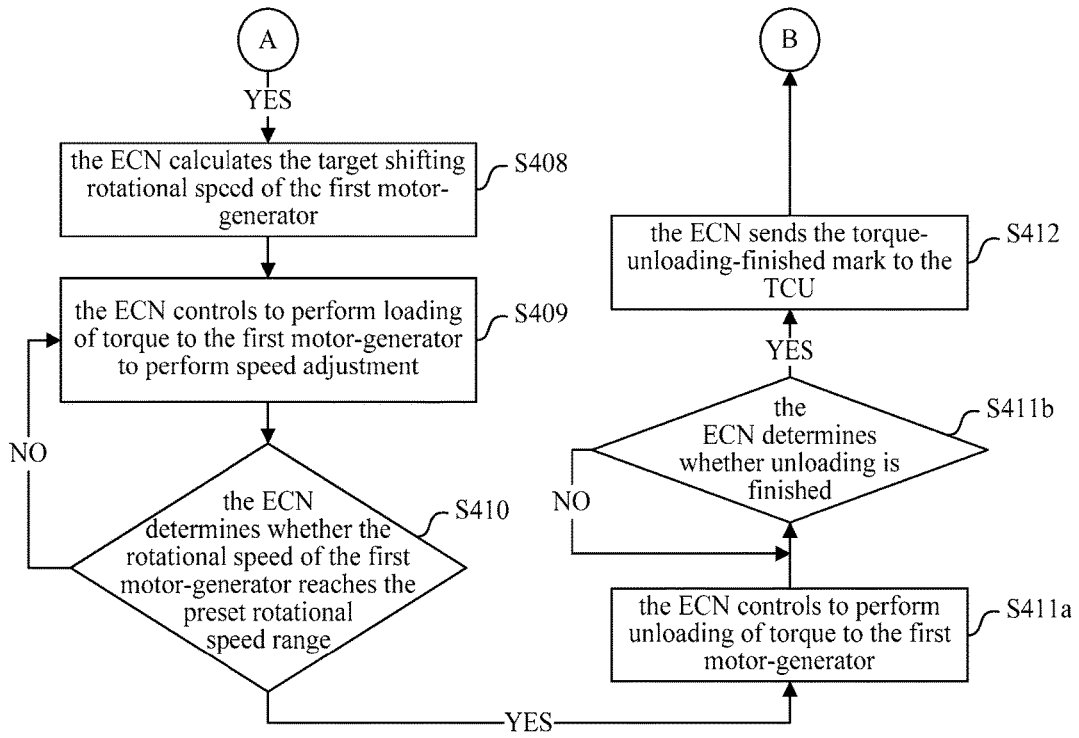 A
YES
the ECN calculates the target shifting
rotational speed of the first motor-
generator
S408
the ECN controls to perform loading
of torque to the first motor-generator
to perform speed adjustment
S409
NO
the ECN
determines whether the
rotational speed of the first
motor-generator reaches the
preset rotational
speed range
S410
YES
B
the ECN sends the torque-
unloading-finished mark to the
TCU
S412
YES
the
ECN determines
whether unloading is
finished
S411b
NO
the ECN controls to perform
unloading of torque to the first
motor-generator
S411a